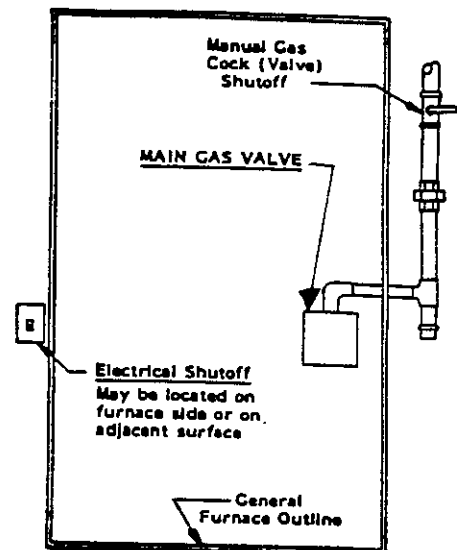 Manual Gas
Cock (Valve)
Shutoff
MAIN GAS VALVE
E
Electrical Shutoff
May be located on
furnace side or on
adjacent surface
General
Furnace Outline